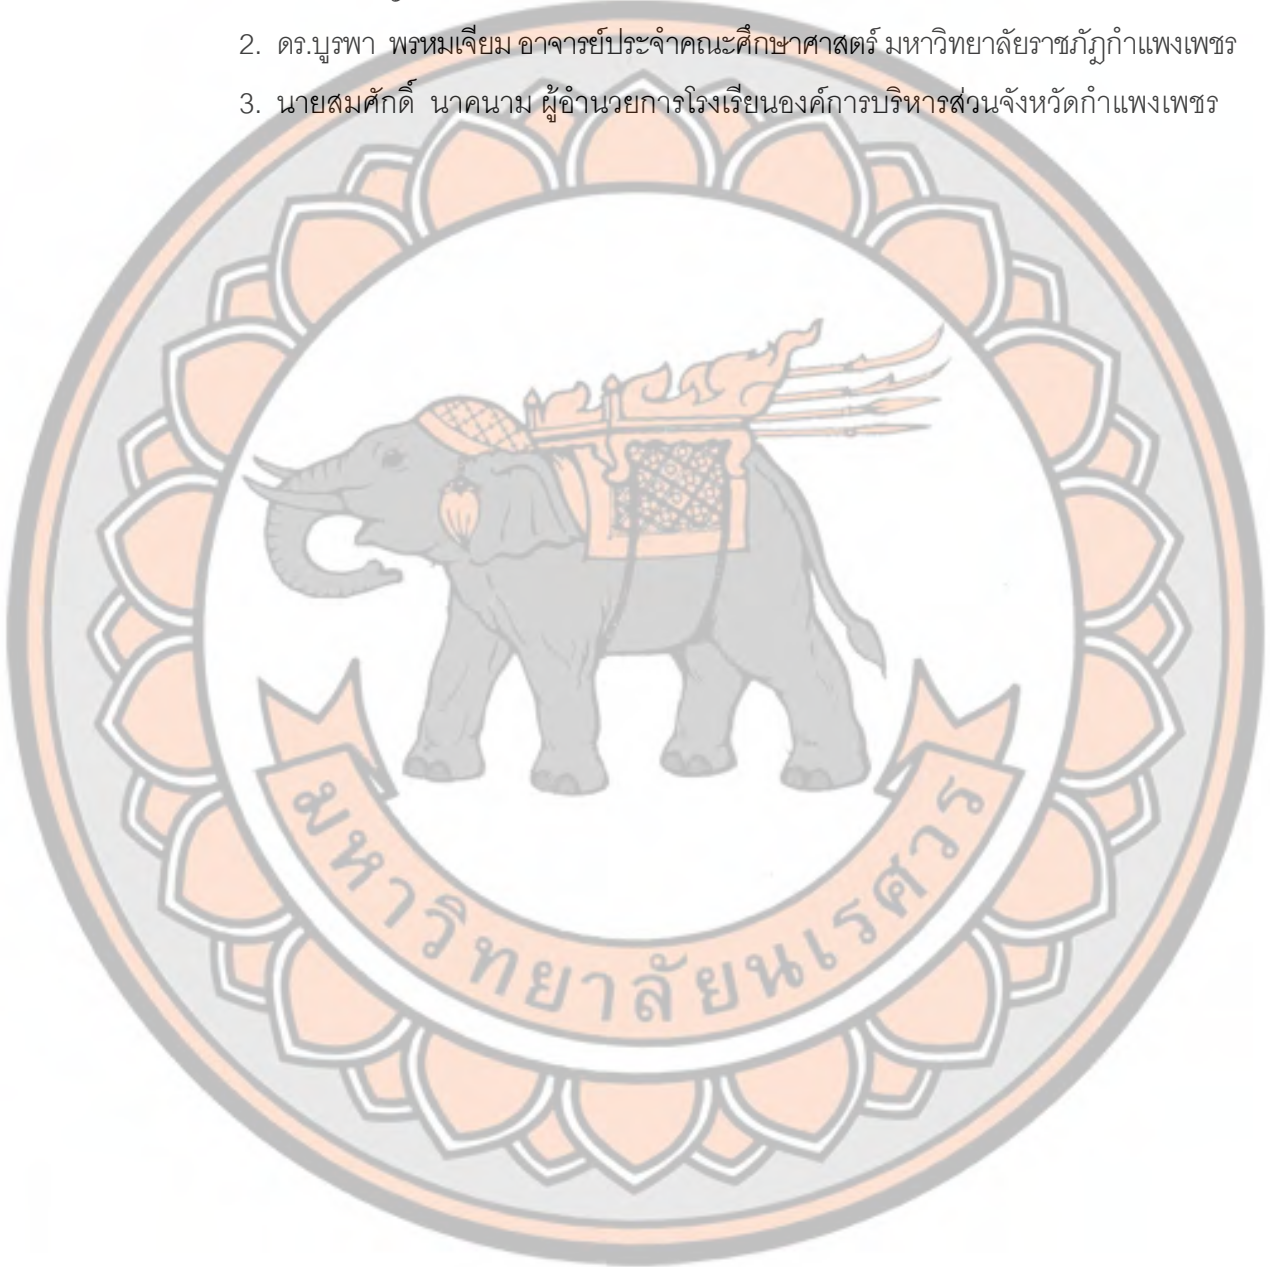 2. ดร.บูรพา พรหมเจียม อาจารย์ประจำคณะศึกษาศาสตร์ มหาวิทยาลัยราชภัฏกำแพงเพชร
3. นายสมศักดิ์ นาคนาม ผู้อำนวยการโรงเรียนองค์การบริหารส่วนจังหวัดกำแพงเพชร
มหาวิทยาลัยนเรศวร